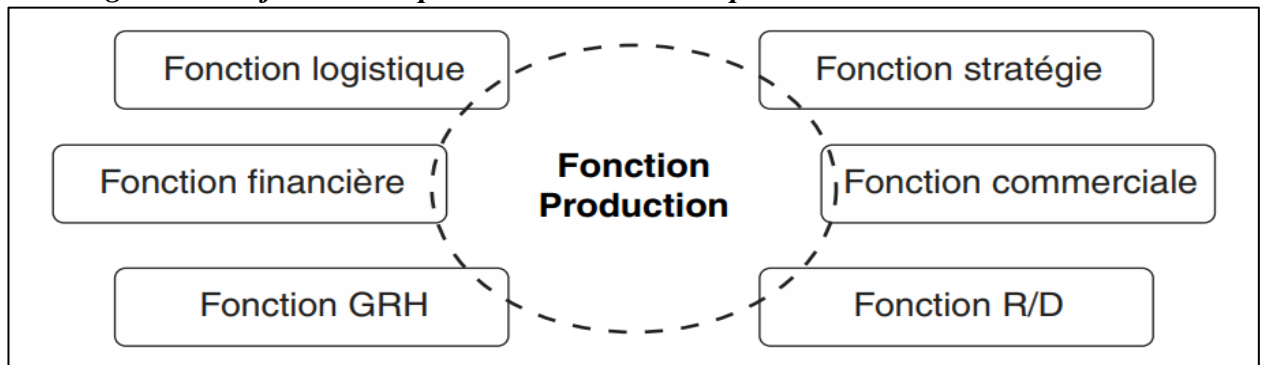 Fonction logistique
Fonction stratégie
Fonction financière
Fonction
Production
Fonction commerciale
Fonction GRH
Fonction R/D